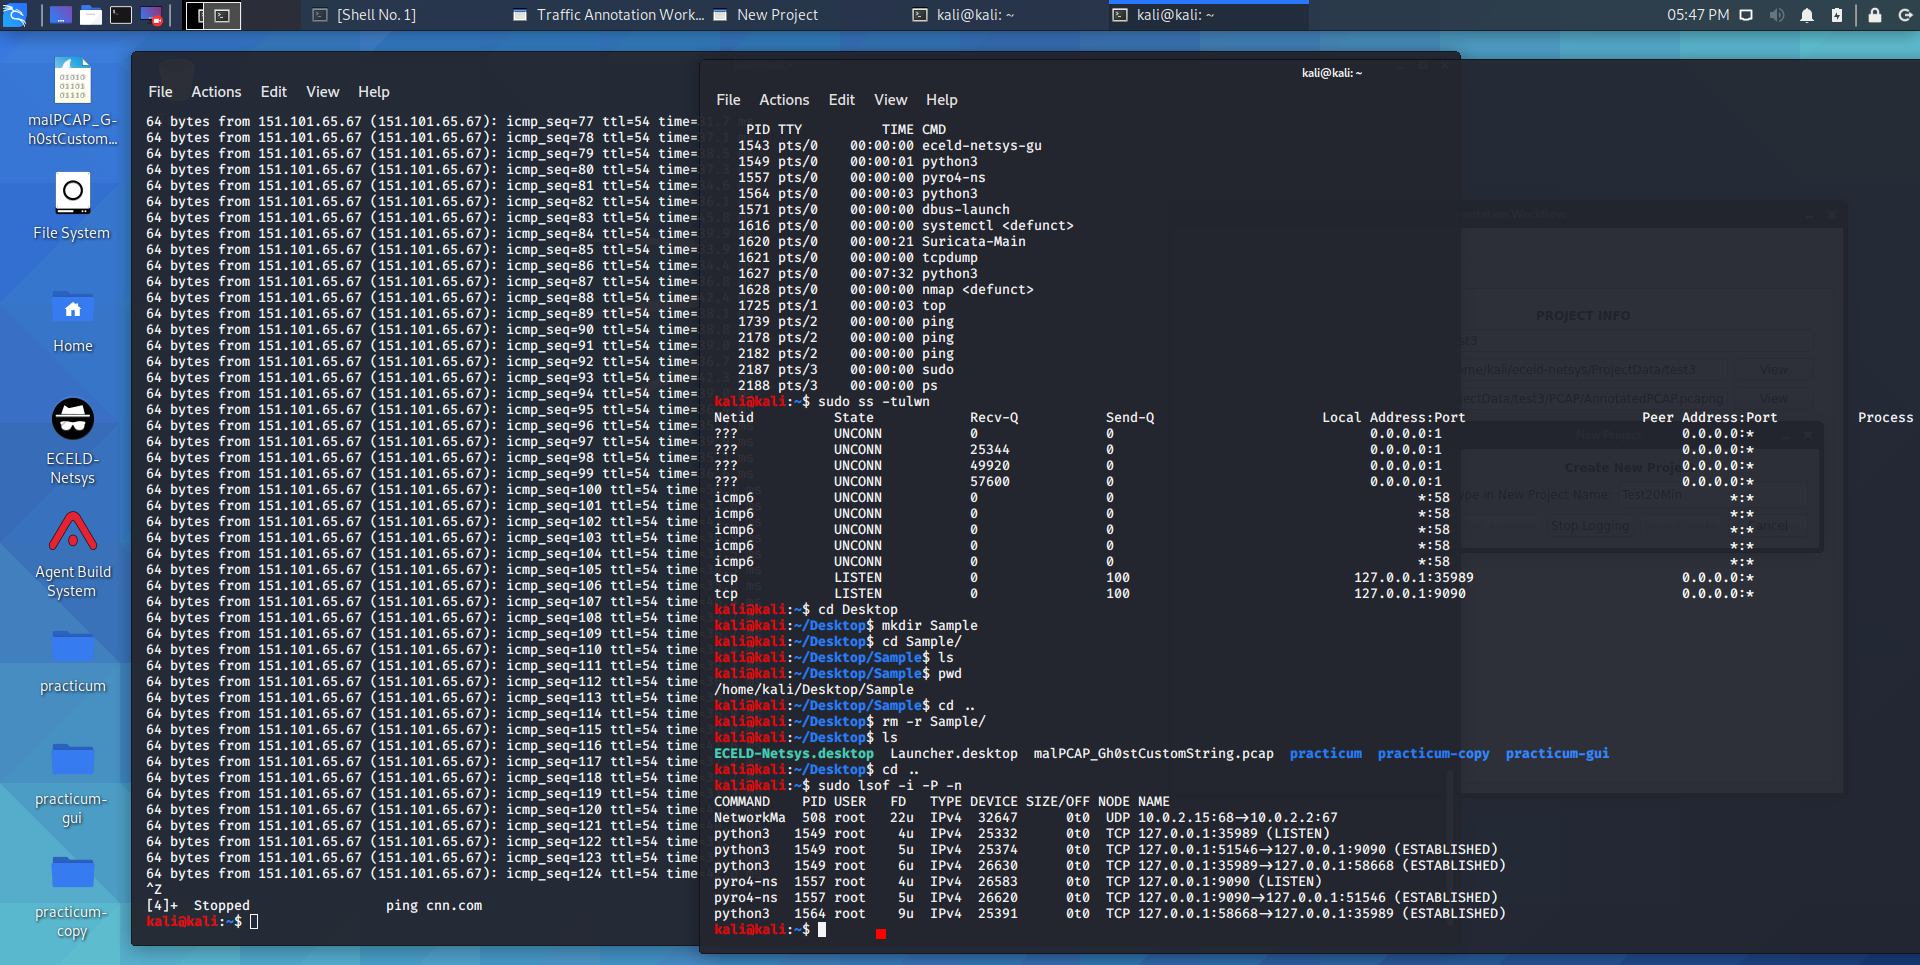 [Shell No. 1]
Traffic Annotation Work...
New Project
kali@kali: ~
kali@kali: ~
05:47 PM
malPCAP_G-
h0stCustom...
File System
Home
ECELD-
Netsys
Agent Build
System
practicum
practicum-
gui
practicum-
copy
File Actions Edit View Help
64 bytes from 151.101.65.67 (151.101.65.67): icmp_seq=77 ttl=54 time=
64 bytes from 151.101.65.67 (151.101.65.67): icmp_seq=78 ttl=54 time=
64 bytes from 151.101.65.67 (151.101.65.67): icmp_seq=79 ttl=54 time=
64 bytes from 151.101.65.67 (151.101.65.67): icmp_seq=80 ttl=54 time=
64 bytes from 151.101.65.67 (151.101.65.67): icmp_seq=81 ttl=54 time=
64 bytes from 151.101.65.67 (151.101.65.67): icmp_seq=82 ttl=54 time=
64 bytes from 151.101.65.67 (151.101.65.67): icmp_seq=83 ttl=54 time=
64 bytes from 151.101.65.67 (151.101.65.67): icmp_seq=84 ttl=54 time=
64 bytes from 151.101.65.67 (151.101.65.67): icmp_seq=85 ttl=54 time=
64 bytes from 151.101.65.67 (151.101.65.67): icmp_seq=86 ttl=54 time=
64 bytes from 151.101.65.67 (151.101.65.67): icmp_seq=87 ttl=54 time=
64 bytes from 151.101.65.67 (151.101.65.67): icmp_seq=88 ttl=54 time=
64 bytes from 151.101.65.67 (151.101.65.67): icmp_seq=89 ttl=54 time=
64 bytes from 151.101.65.67 (151.101.65.67): icmp_seq=90 ttl=54 time=
64 bytes from 151.101.65.67 (151.101.65.67): icmp_seq=91 ttl=54 time=
64 bytes from 151.101.65.67 (151.101.65.67): icmp_seq=92 ttl=54 time=
64 bytes from 151.101.65.67 (151.101.65.67): icmp_seq=93 ttl=54 time=
64 bytes from 151.101.65.67 (151.101.65.67): icmp_seq=94 ttl=54 time=
64 bytes from 151.101.65.67 (151.101.65.67): icmp_seq=95 ttl=54 time=
64 bytes from 151.101.65.67 (151.101.65.67): icmp_seq=96 ttl=54 time=
64 bytes from 151.101.65.67 (151.101.65.67): icmp_seq=97 ttl=54 time=
64 bytes from 151.101.65.67 (151.101.65.67): icmp_seq=98 ttl=54 time=
64 bytes from 151.101.65.67 (151.101.65.67): icmp_seq=99 ttl=54 time=
64 bytes from 151.101.65.67 (151.101.65.67): icmp_seq=100 ttl=54 time
64 bytes from 151.101.65.67 (151.101.65.67): icmp_seq=101 ttl=54 time
64 bytes from 151.101.65.67 (151.101.65.67): icmp_seq=102 ttl=54 time
64 bytes from 151.101.65.67 (151.101.65.67): icmp_seq=103 ttl=54 time
64 bytes from 151.101.65.67 (151.101.65.67): icmp_seq=104 ttl=54 time
64 bytes from 151.101.65.67 (151.101.65.67): icmp_seq=105 ttl=54 time
64 bytes from 151.101.65.67 (151.101.65.67): icmp_seq=106 ttl=54 time
64 bytes from 151.101.65.67 (151.101.65.67): icmp_seq=107 ttl=54 time
64 bytes from 151.101.65.67 (151.101.65.67): icmp_seq=108 ttl=54 time
64 bytes from 151.101.65.67 (151.101.65.67): icmp_seq=109 ttl=54 time
64 bytes from 151.101.65.67 (151.101.65.67): icmp_seq=110 ttl=54 time
64 bytes from 151.101.65.67 (151.101.65.67): icmp_seq=111 ttl=54 time
64 bytes from 151.101.65.67 (151.101.65.67): icmp_seq=112 ttl=54 time
64 bytes from 151.101.65.67 (151.101.65.67): icmp_seq=113 ttl=54 time
64 bytes from 151.101.65.67 (151.101.65.67): icmp_seq=114 ttl=54 time
64 bytes from 151.101.65.67 (151.101.65.67): icmp_seq=115 ttl=54 time
64 bytes from 151.101.65.67 (151.101.65.67): icmp_seq=116 ttl=54 time
64 bytes from 151.101.65.67 (151.101.65.67): icmp_seq=117 ttl=54 time
64 bytes from 151.101.65.67 (151.101.65.67): icmp_seq=118 ttl=54 time
64 bytes from 151.101.65.67 (151.101.65.67): icmp_seq=119 ttl=54 time
64 bytes from 151.101.65.67 (151.101.65.67): icmp_seq=120 ttl=54 time
64 bytes from 151.101.65.67 (151.101.65.67): icmp_seq=121 ttl=54 time
64 bytes from 151.101.65.67 (151.101.65.67): icmp_seq=122 ttl=54 time
64 bytes from 151.101.65.67 (151.101.65.67): icmp_seq=123 ttl=54 time
64 bytes from 151.101.65.67 (151.101.65.67): icmp_seq=124 ttl=54 time
^Z
[4]+ Stopped ping cnn.com
kali@kali:~$
kali@kali: ~
File Actions Edit View Help
PID TTY TIME CMD
1543 pts/0 00:00:00 eceld-netsys-gu
1549 pts/0 00:00:01 python3
1557 pts/0 00:00:00 pyro4-ns
1564 pts/0 00:00:03 python3
1571 pts/0 00:00:00 dbus-launch
1616 pts/0 00:00:00 systemctl <defunct>
1620 pts/0 00:00:21 Suricata-Main
1621 pts/0 00:00:00 tcpdump
1627 pts/0 00:07:32 python3
1628 pts/0 00:00:00 nmap <defunct>
1725 pts/1 00:00:03 top
1739 pts/2 00:00:00 ping
2178 pts/2 00:00:00 ping
2182 pts/2 00:00:00 ping
2187 pts/3 00:00:00 sudo
2188 pts/3 00:00:00 ps
kali@kali:~$ sudo ss -tulwn
Netid State Recv-Q Send-Q Local Address:Port Peer Address:Port Process
??? UNCONN 0 0 0.0.0.0:1 0.0.0.0:*
??? UNCONN 25344 0 0.0.0.0:1 0.0.0.0:*
??? UNCONN 49920 0 0.0.0.0:1 0.0.0.0:*
??? UNCONN 57600 0 0.0.0.0:1 0.0.0.0:*
icmp6 UNCONN 0 0 *:58 *:*
icmp6 UNCONN 0 0 *:58 *:*
icmp6 UNCONN 0 0 *:58 *:*
icmp6 UNCONN 0 0 *:58 *:*
icmp6 UNCONN 0 0 *:58 *:*
tcp LISTEN 0 100 127.0.0.1:35989 0.0.0.0:*
tcp LISTEN 0 100 127.0.0.1:9090 0.0.0.0:*
kali@kali:~$ cd Desktop
kali@kali:~/Desktop$ mkdir Sample
kali@kali:~/Desktop$ cd Sample/
kali@kali:~/Desktop/Sample$ ls
kali@kali:~/Desktop/Sample$ pwd
/home/kali/Desktop/Sample
kali@kali:~/Desktop/Sample$ cd ..
kali@kali:~/Desktop$ rm -r Sample/
kali@kali:~/Desktop$ ls
ECELD-Netsys.desktop Launcher.desktop malPCAP_Gh0stCustomString.pcap practicum practicum-copy practicum-gui
kali@kali:~/Desktop$ cd ..
kali@kali:~$ sudo lsof -i -P -n
COMMAND PID USER FD TYPE DEVICE SIZE/OFF NODE NAME
NetworkMa 508 root 22u IPv4 32647 0t0 UDP 10.0.2.15:68→10.0.2.2:67
python3 1549 root 4u IPv4 25332 0t0 TCP 127.0.0.1:35989 (LISTEN)
python3 1549 root 5u IPv4 25374 0t0 TCP 127.0.0.1:51546→127.0.0.1:9090 (ESTABLISHED)
python3 1549 root 6u IPv4 26630 0t0 TCP 127.0.0.1:35989→127.0.0.1:58668 (ESTABLISHED)
pyro4-ns 1557 root 4u IPv4 26583 0t0 TCP 127.0.0.1:9090 (LISTEN)
pyro4-ns 1557 root 5u IPv4 26620 0t0 TCP 127.0.0.1:9090→127.0.0.1:51546 (ESTABLISHED)
python3 1564 root 9u IPv4 25391 0t0 TCP 127.0.0.1:58668→127.0.0.1:35989 (ESTABLISHED)
kali@kali:~$
PROJECT INFO
/kali/eceld-netsys/ProjectData/test3 View
Data/test3/PCAP/AnnotatedPCAP.pcapng View
Create New
in New Project Name: Test20Min
Stop Logging